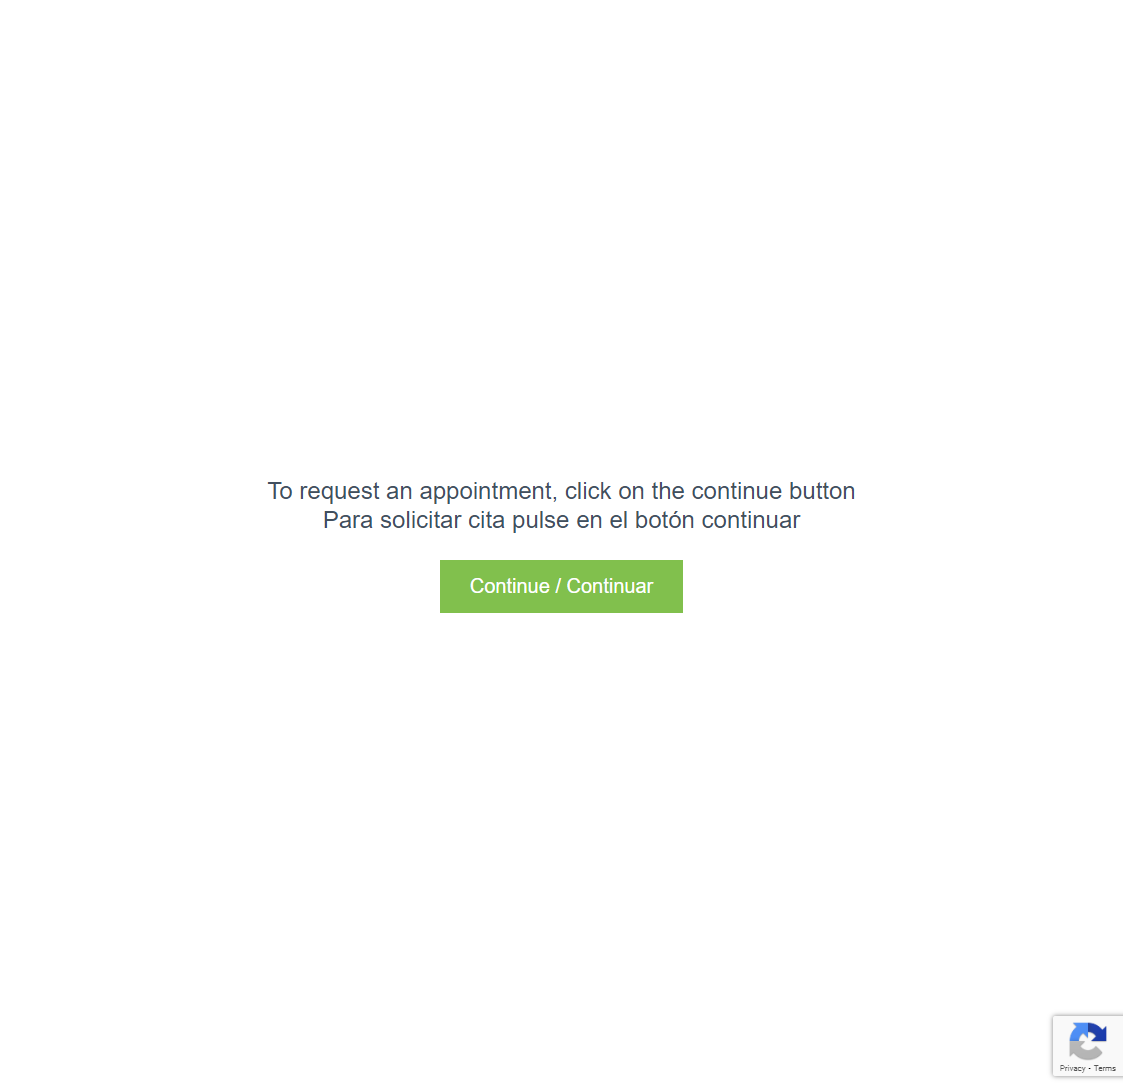 To request an appointment, click on the continue button
Para solicitar cita pulse en el botón continuar
Continue / Continuar
Privacy - Terms